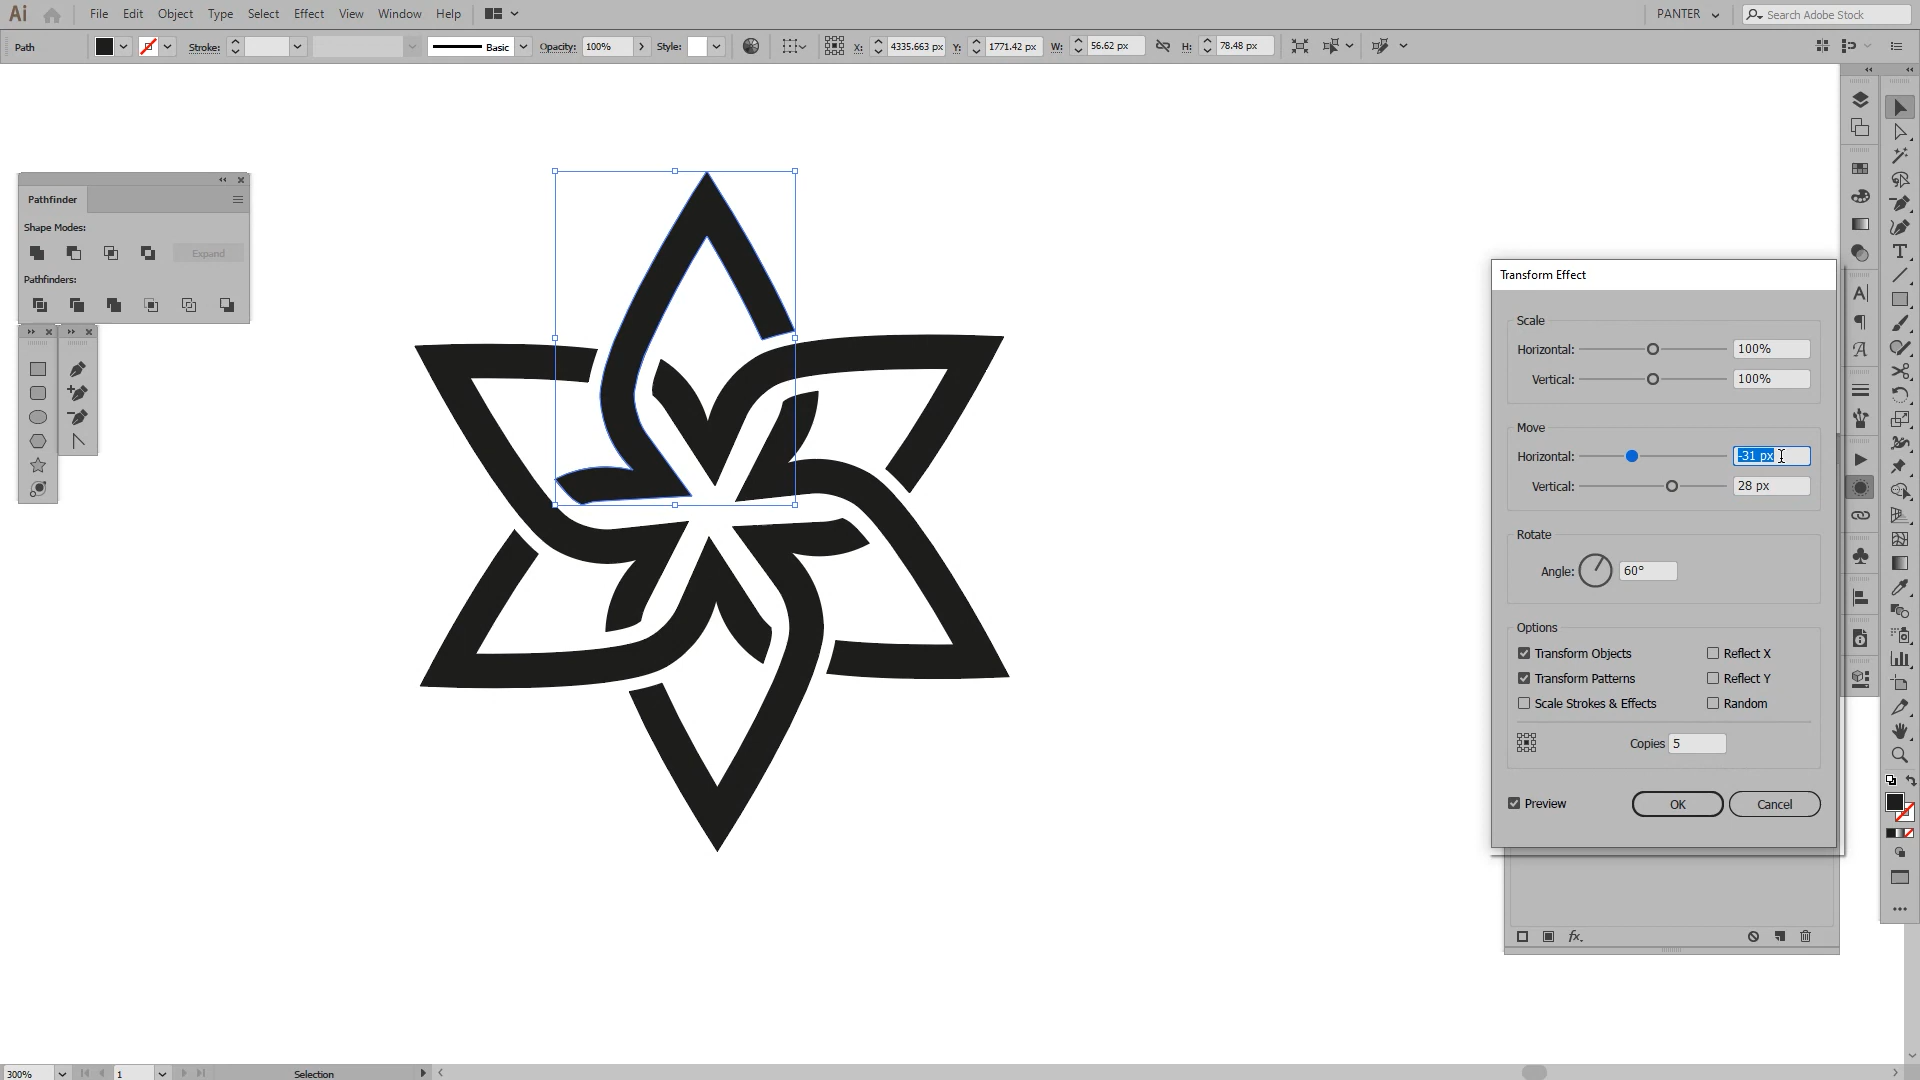 Ai File Edit Object Type Select Effect View Window Help PANTER Search Adobe Stock
Path Stroke: Basic Opacity: 100% Style: X: 4335.663 px Y: 1771.42 px W: 56.62 px H: 78.48 px
Pathfinder
Shape Modes:
Expand
Pathfinders:
Transform Effect
Scale
Horizontal: 100%
Vertical: 100%
Move
Horizontal: -31 px
Vertical: 28 px
Rotate
Angle: 60°
Options
Transform Objects Reflect X
Transform Patterns Reflect Y
Scale Strokes & Effects Random
Copies 5
Preview OK Cancel
fx.
300% 1 Selection